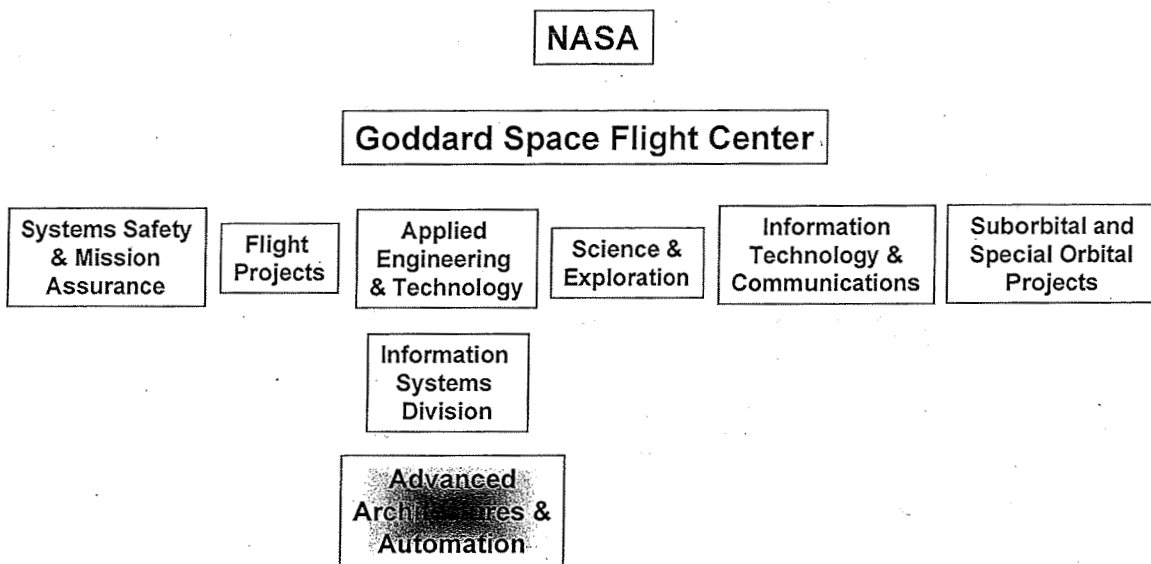 NASA
Goddard Space Flight Center
Systems Safety
& Mission
Assurance
Flight
Projects
Applied
Engineering
& Technology
Science &
Exploration
Information
Technology &
Communications
Suborbital and
Special Orbital
Projects
Information
Systems
Division
Advanced
Architectures &
Automation